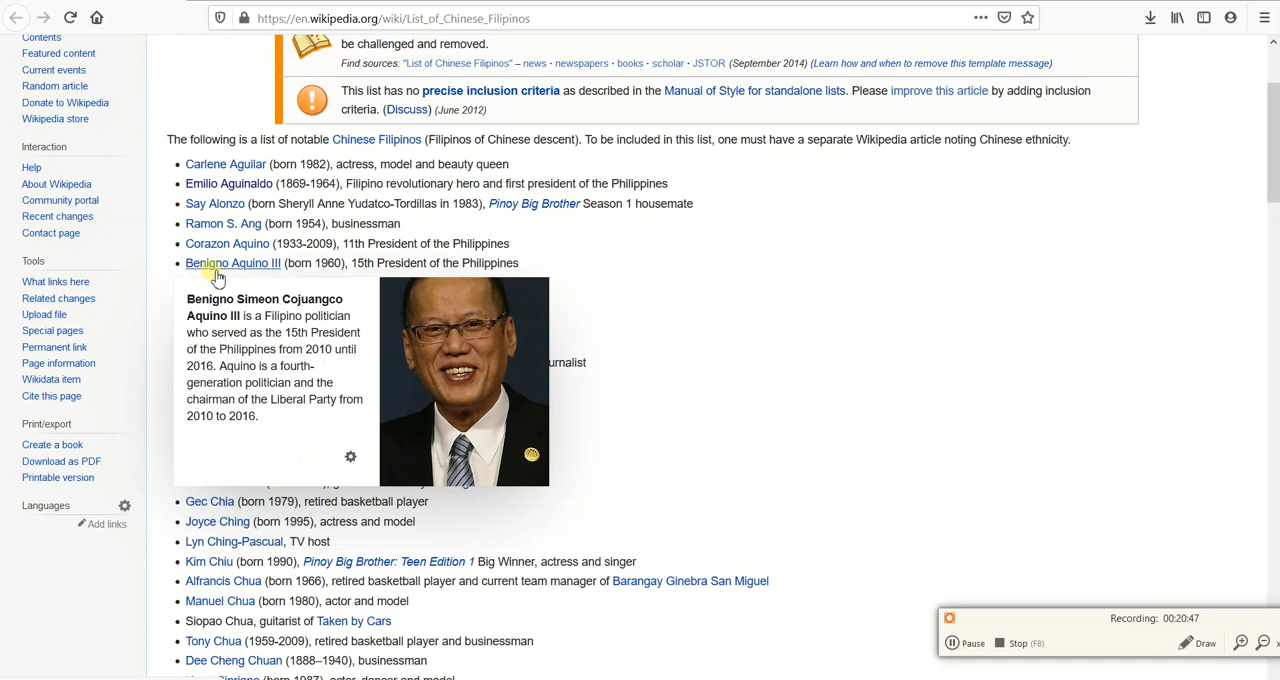 https://en.wikipedia.org/wiki/List_of_Chinese_Filipinos
Contents
Featured content
Current events
Random article
Donate to Wikipedia
Wikipedia store
Interaction
Help
About Wikipedia
Community portal
Recent changes
Contact page
Tools
What links here
Related changes
Upload file
Special pages
Permanent link
Page information
Wikidata item
Cite this page
Print/export
Create a book
Download as PDF
Printable version
Languages
Add links
be challenged and removed.
Find sources: "List of Chinese Filipinos" – news · newspapers · books · scholar · JSTOR (September 2014) (Learn how and when to remove this template message)
This list has no precise inclusion criteria as described in the Manual of Style for standalone lists. Please improve this article by adding inclusion
criteria. (Discuss) (June 2012)
The following is a list of notable Chinese Filipinos (Filipinos of Chinese descent). To be included in this list, one must have a separate Wikipedia article noting Chinese ethnicity.
• Carlene Aguilar (born 1982), actress, model and beauty queen
• Emilio Aguinaldo (1869-1964), Filipino revolutionary hero and first president of the Philippines
• Say Alonzo (born Sheryll Anne Yudatco-Tordillas in 1983), Pinoy Big Brother Season 1 housemate
• Ramon S. Ang (born 1954), businessman
• Corazon Aquino (1933-2009), 11th President of the Philippines
• Benigno Aquino III (born 1960), 15th President of the Philippines
Benigno Simeon Cojuangco
Aquino III is a Filipino politician
who served as the 15th President
of the Philippines from 2010 until
2016. Aquino is a fourth-
generation politician and the
chairman of the Liberal Party from
2010 to 2016.
urnalist
• Gec Chia (born 1979), retired basketball player
• Joyce Ching (born 1995), actress and model
• Lyn Ching-Pascual, TV host
• Kim Chiu (born 1990), Pinoy Big Brother: Teen Edition 1 Big Winner, actress and singer
• Alfrancis Chua (born 1966), retired basketball player and current team manager of Barangay Ginebra San Miguel
• Manuel Chua (born 1980), actor and model
• Siopao Chua, guitarist of Taken by Cars
• Tony Chua (1959-2009), retired basketball player and businessman
• Dee Cheng Chuan (1888–1940), businessman
Recording: 00:20:47
Pause Stop (F8) Draw